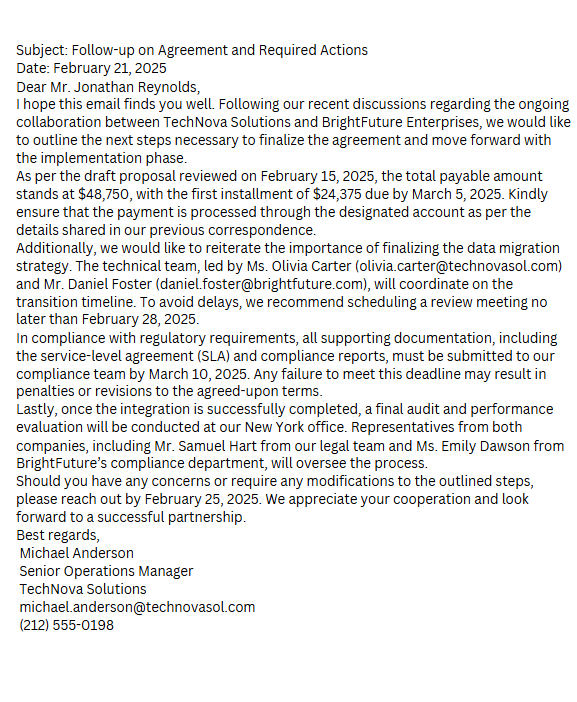 Subject: Follow-up on Agreement and Required Actions
Date: February 21, 2025
Dear Mr. Jonathan Reynolds,
I hope this email finds you well. Following our recent discussions regarding the ongoing
collaboration between TechNova Solutions and BrightFuture Enterprises, we would like
to outline the next steps necessary to finalize the agreement and move forward with
the implementation phase.
As per the draft proposal reviewed on February 15, 2025, the total payable amount
stands at $48,750, with the first installment of $24,375 due by March 5, 2025. Kindly
ensure that the payment is processed through the designated account as per the
details shared in our previous correspondence.
Additionally, we would like to reiterate the importance of finalizing the data migration
strategy. The technical team, led by Ms. Olivia Carter (olivia.carter@technovasol.com)
and Mr. Daniel Foster (daniel.foster@brightfuture.com), will coordinate on the
transition timeline. To avoid delays, we recommend scheduling a review meeting no
later than February 28, 2025.
In compliance with regulatory requirements, all supporting documentation, including
the service-level agreement (SLA) and compliance reports, must be submitted to our
compliance team by March 10, 2025. Any failure to meet this deadline may result in
penalties or revisions to the agreed-upon terms.
Lastly, once the integration is successfully completed, a final audit and performance
evaluation will be conducted at our New York office. Representatives from both
companies, including Mr. Samuel Hart from our legal team and Ms. Emily Dawson from
BrightFuture’s compliance department, will oversee the process.
Should you have any concerns or require any modifications to the outlined steps,
please reach out by February 25, 2025. We appreciate your cooperation and look
forward to a successful partnership.
Best regards,
Michael Anderson
Senior Operations Manager
TechNova Solutions
michael.anderson@technovasol.com
(212) 555-0198